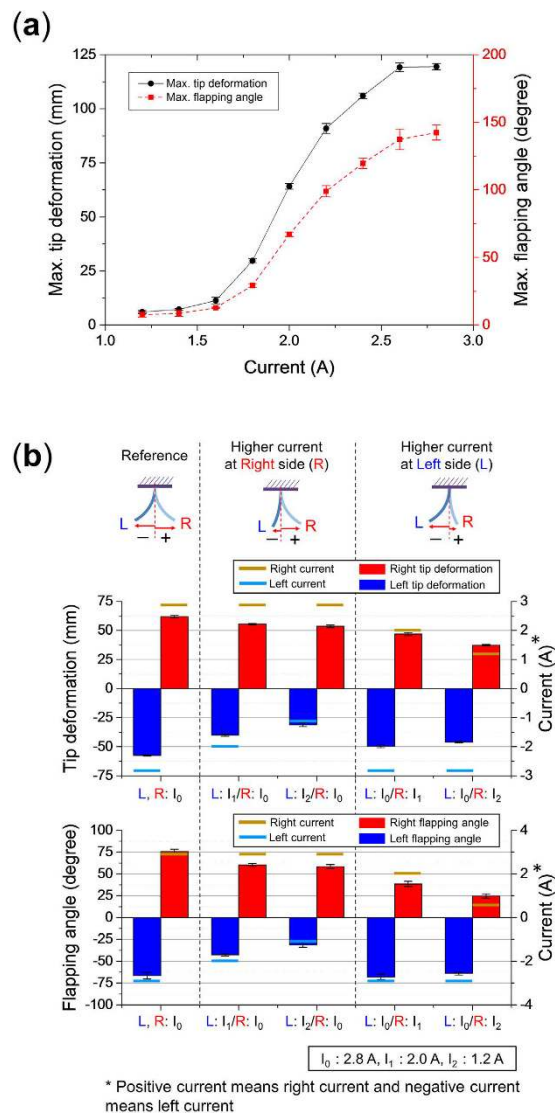 (a)
Max. tip deformation
Max. flapping angle
Max. tip deformation (mm)
125
100
75
50
25
0
Max. flapping angle (degree)
200
150
100
50
0
1.0 1.5 2.0 2.5 3.0
Current (A)
(b)
Reference
Higher current
at Right side (R)
Higher current
at Left side (L)
L R
− +
L R
− +
L R
− +
Right current Right tip deformation
Left current Left tip deformation
Tip deformation (mm)
75
50
25
0
-25
-50
-75
Current (A)*
3
2
1
0
-1
-2
-3
L, R: I₀ L: I₁/R: I₀ L: I₂/R: I₀ L: I₀/R: I₁ L: I₀/R: I₂
Right current Right flapping angle
Left current Left flapping angle
Flapping angle (degree)
100
75
50
25
0
-25
-50
-75
-100
Current (A)*
4
3
2
1
0
-1
-2
-3
-4
L, R: I₀ L: I₁/R: I₀ L: I₂/R: I₀ L: I₀/R: I₁ L: I₀/R: I₂
I₀ : 2.8 A, I₁ : 2.0 A, I₂ : 1.2 A
* Positive current means right current and negative current
means left current